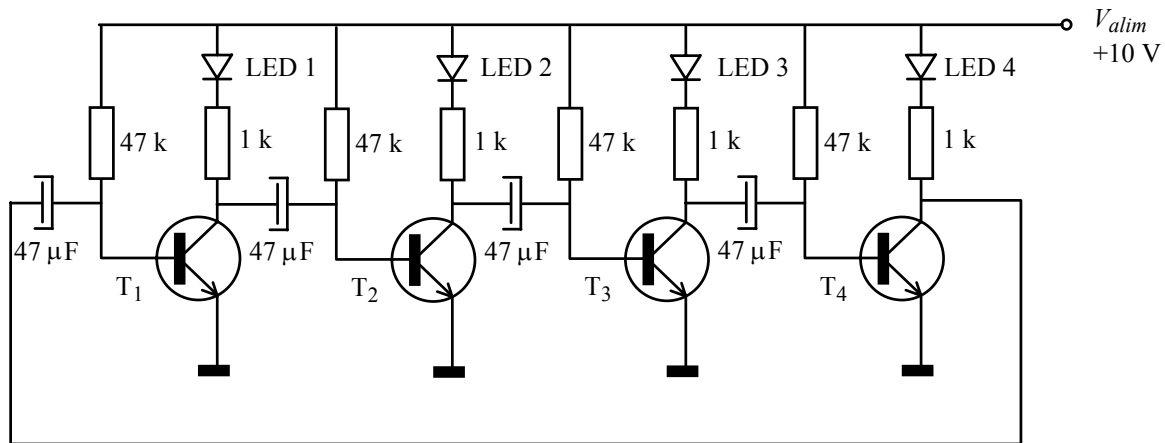 V_alim
+10 V
LED 1
LED 2
LED 3
LED 4
47 k
1 k
47 k
1 k
47 k
1 k
47 k
1 k
47 µF
47 µF
47 µF
47 µF
T1
T2
T3
T4